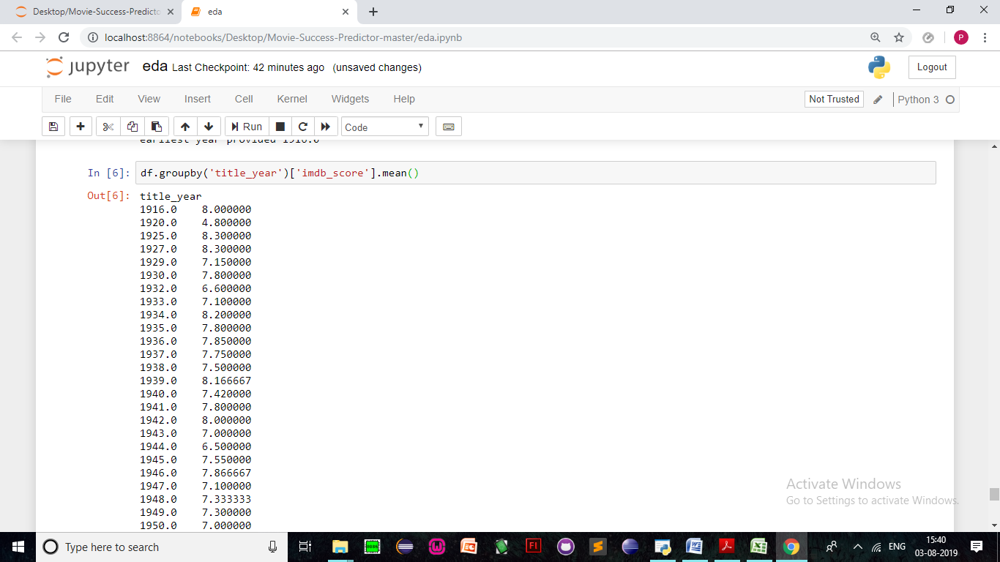 Desktop/Movie-Success-Predicto
eda
localhost:8864/notebooks/Desktop/Movie-Success-Predictor-master/eda.ipynb
P
jupyter eda Last Checkpoint: 42 minutes ago (unsaved changes)
Logout
File Edit View Insert Cell Kernel Widgets Help
Not Trusted
Python 3
Run
Code
earliest year provided 1916.0
In [6]: df.groupby('title_year')['imdb_score'].mean()
Out[6]: title_year
1916.0 8.000000
1920.0 4.800000
1925.0 8.300000
1927.0 8.300000
1929.0 7.150000
1930.0 7.800000
1932.0 6.600000
1933.0 7.100000
1934.0 8.200000
1935.0 7.800000
1936.0 7.850000
1937.0 7.750000
1938.0 7.500000
1939.0 8.166667
1940.0 7.420000
1941.0 7.800000
1942.0 8.000000
1943.0 7.000000
1944.0 6.500000
1945.0 7.550000
1946.0 7.866667
1947.0 7.100000
1948.0 7.333333
1949.0 7.300000
1950.0 7.000000
Activate Windows
Go to Settings to activate Windows.
Type here to search
ENG
15:40
03-08-2019